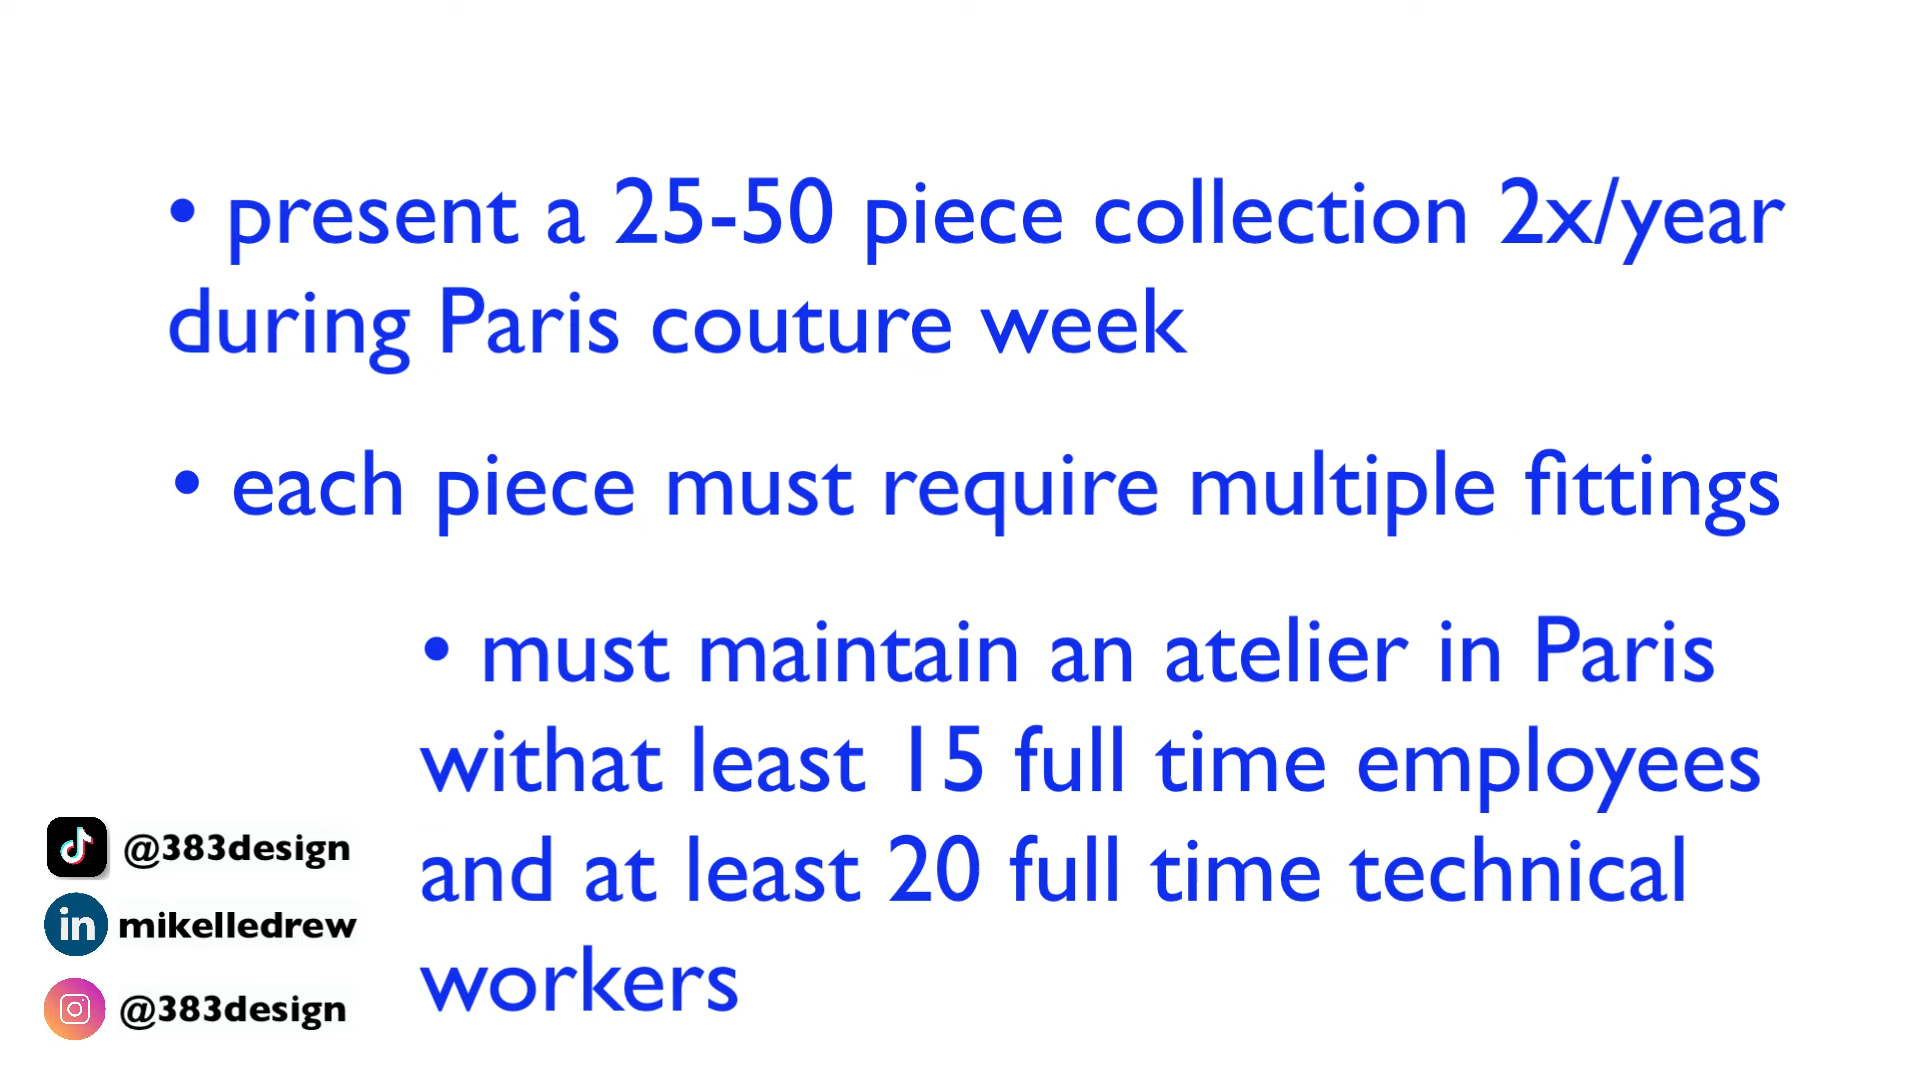 • present a 25-50 piece collection 2x/year
during Paris couture week
• each piece must require multiple fittings
• must maintain an atelier in Paris
withat least 15 full time employees
and at least 20 full time technical
workers
@383design
in mikelledrew
@383design